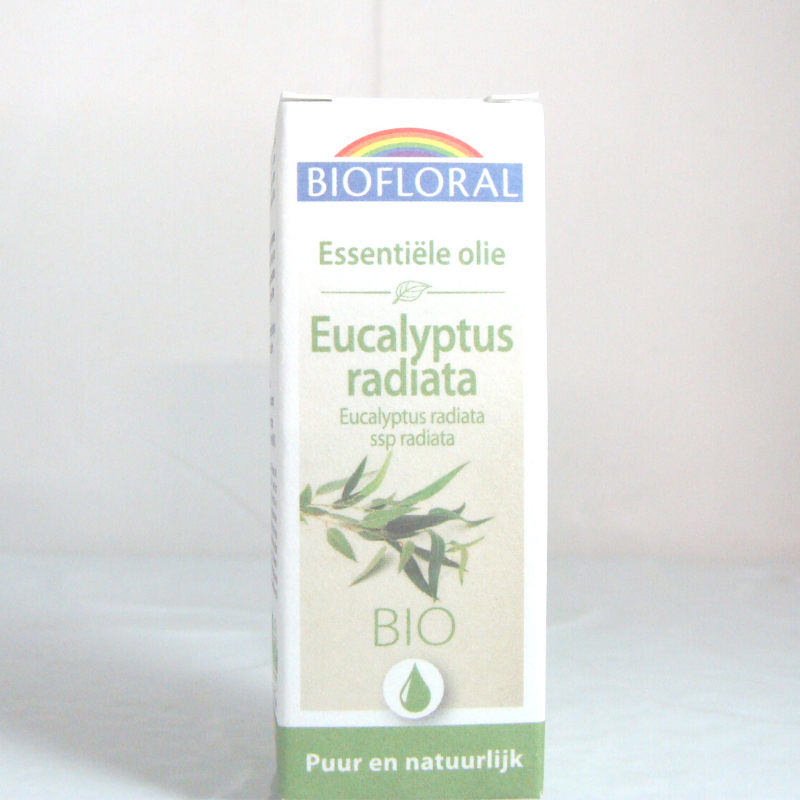 BIOFLORAL
Essentiële olie
Eucalyptus
radiata
Eucalyptus radiata
ssp radiata
BIO
Puur en natuurlijk